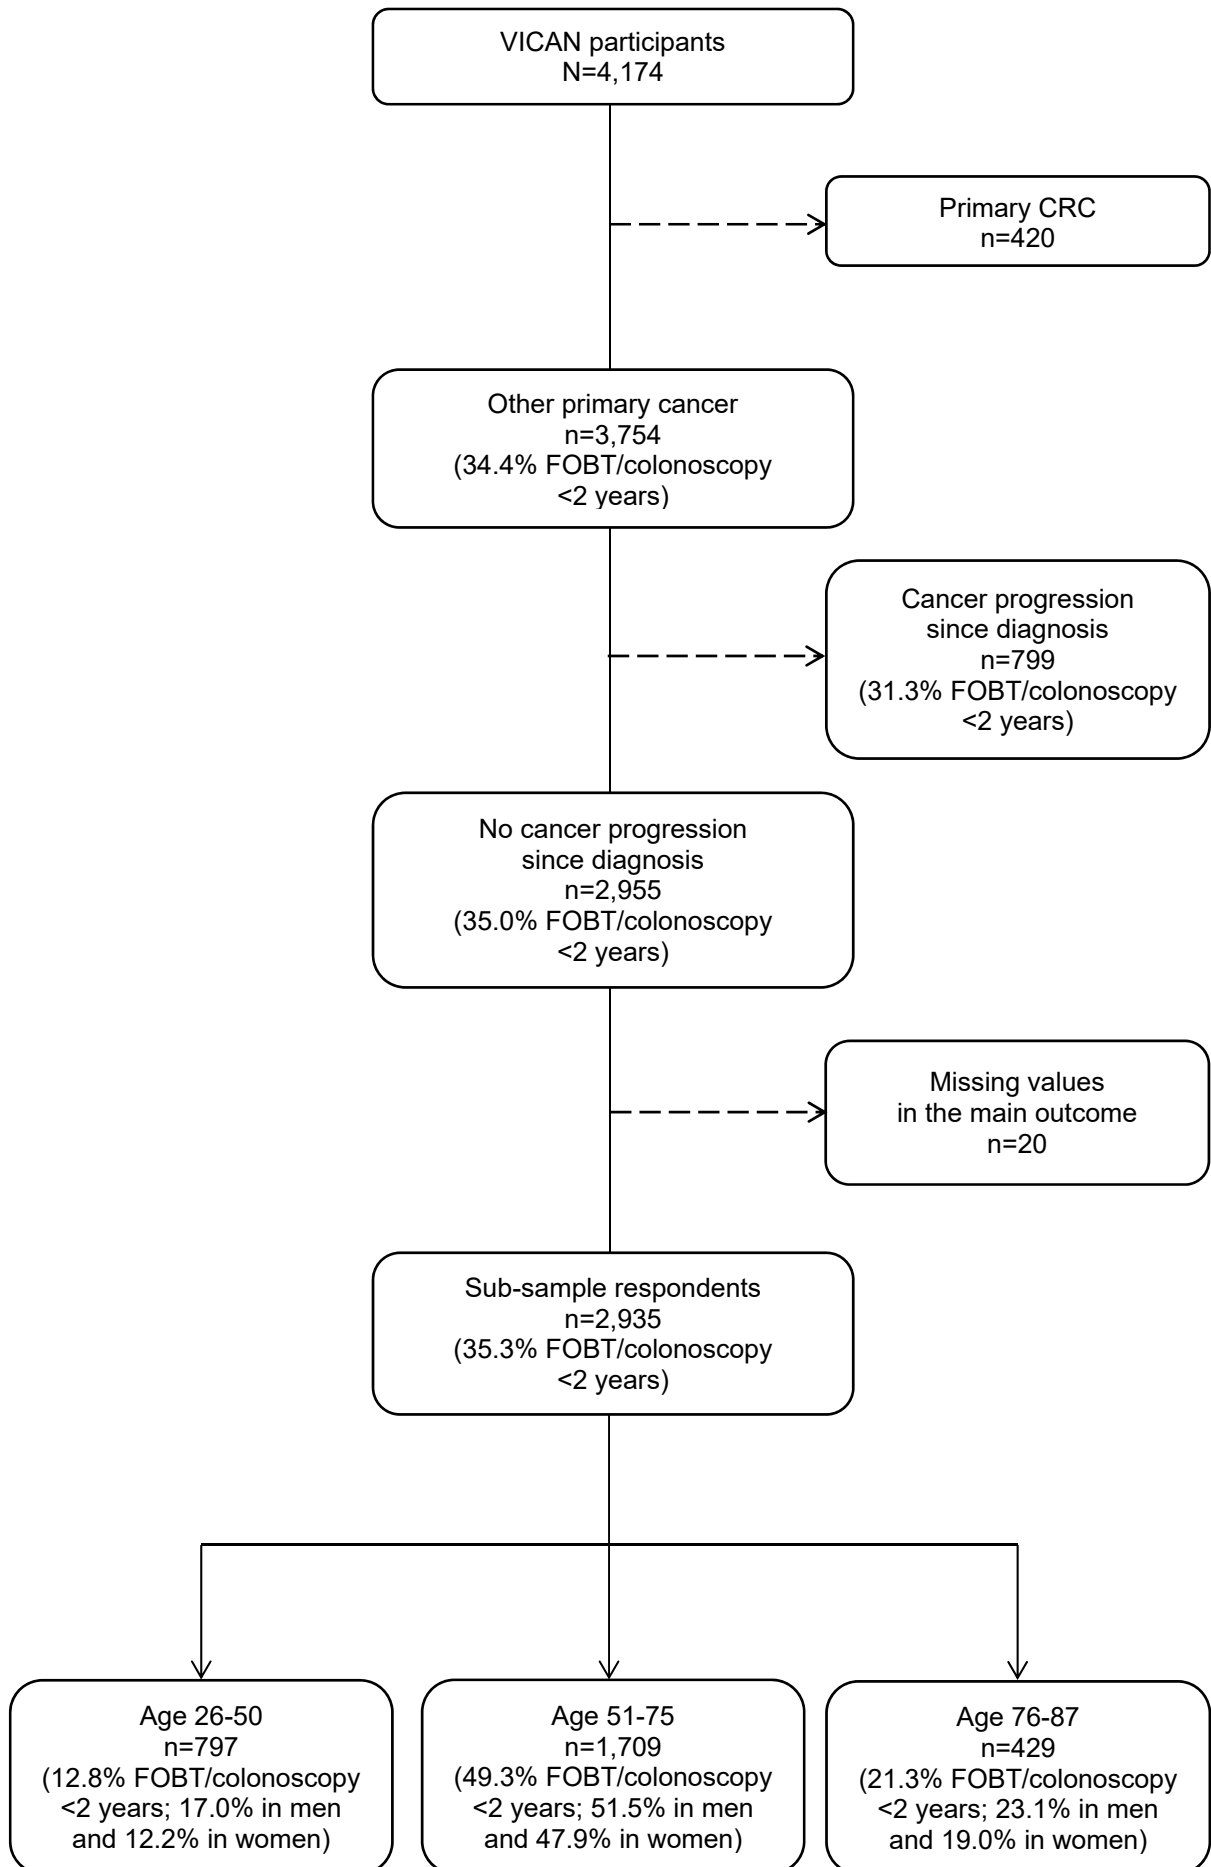 VICAN participants
N=4,174
Primary CRC
n=420
Other primary cancer
n=3,754
(34.4% FOBT/colonoscopy
<2 years)
Cancer progression
since diagnosis
n=799
(31.3% FOBT/colonoscopy
<2 years)
No cancer progression
since diagnosis
n=2,955
(35.0% FOBT/colonoscopy
<2 years)
Missing values
in the main outcome
n=20
Sub-sample respondents
n=2,935
(35.3% FOBT/colonoscopy
<2 years)
Age 26-50
n=797
(12.8% FOBT/colonoscopy
<2 years; 17.0% in men
and 12.2% in women)
Age 51-75
n=1,709
(49.3% FOBT/colonoscopy
<2 years; 51.5% in men
and 47.9% in women)
Age 76-87
n=429
(21.3% FOBT/colonoscopy
<2 years; 23.1% in men
and 19.0% in women)